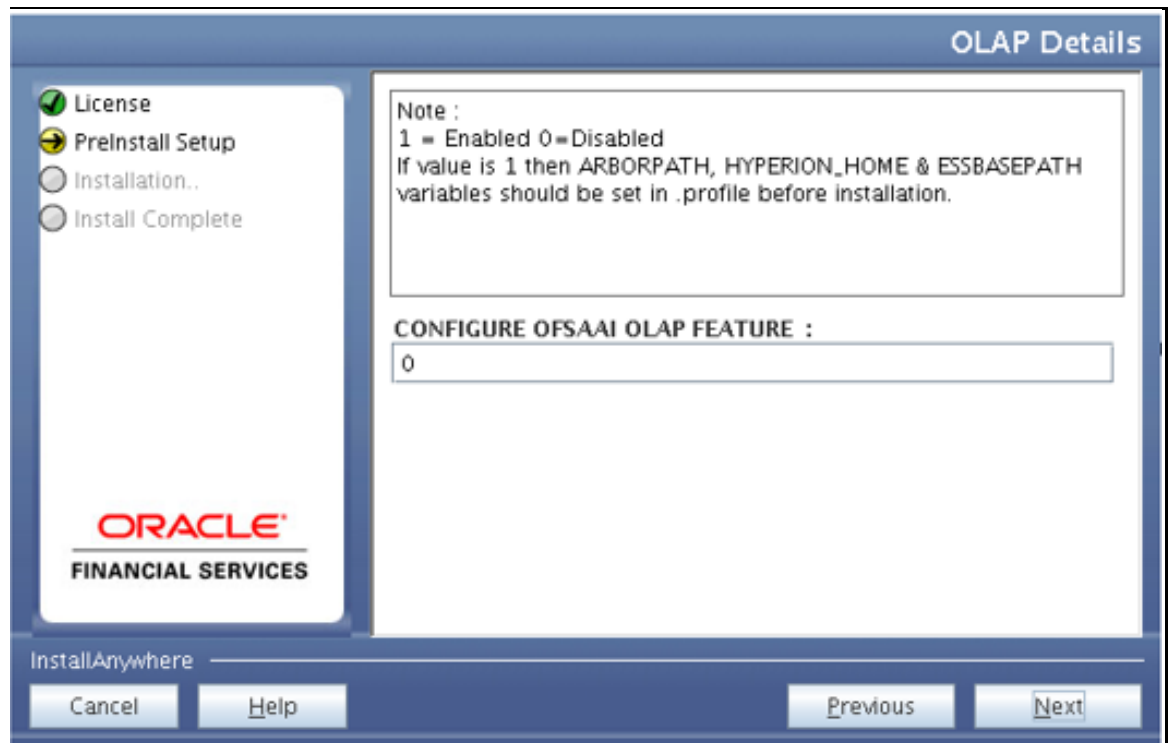 OLAP Details
License
PreInstall Setup
Installation..
Install Complete
Note :
1 = Enabled 0=Disabled
If value is 1 then ARBORPATH, HYPERION_HOME & ESSBASEPATH
variables should be set in .profile before installation.
CONFIGURE OFSAAI OLAP FEATURE :
0
ORACLE
FINANCIAL SERVICES
InstallAnywhere
Cancel
Help
Previous
Next